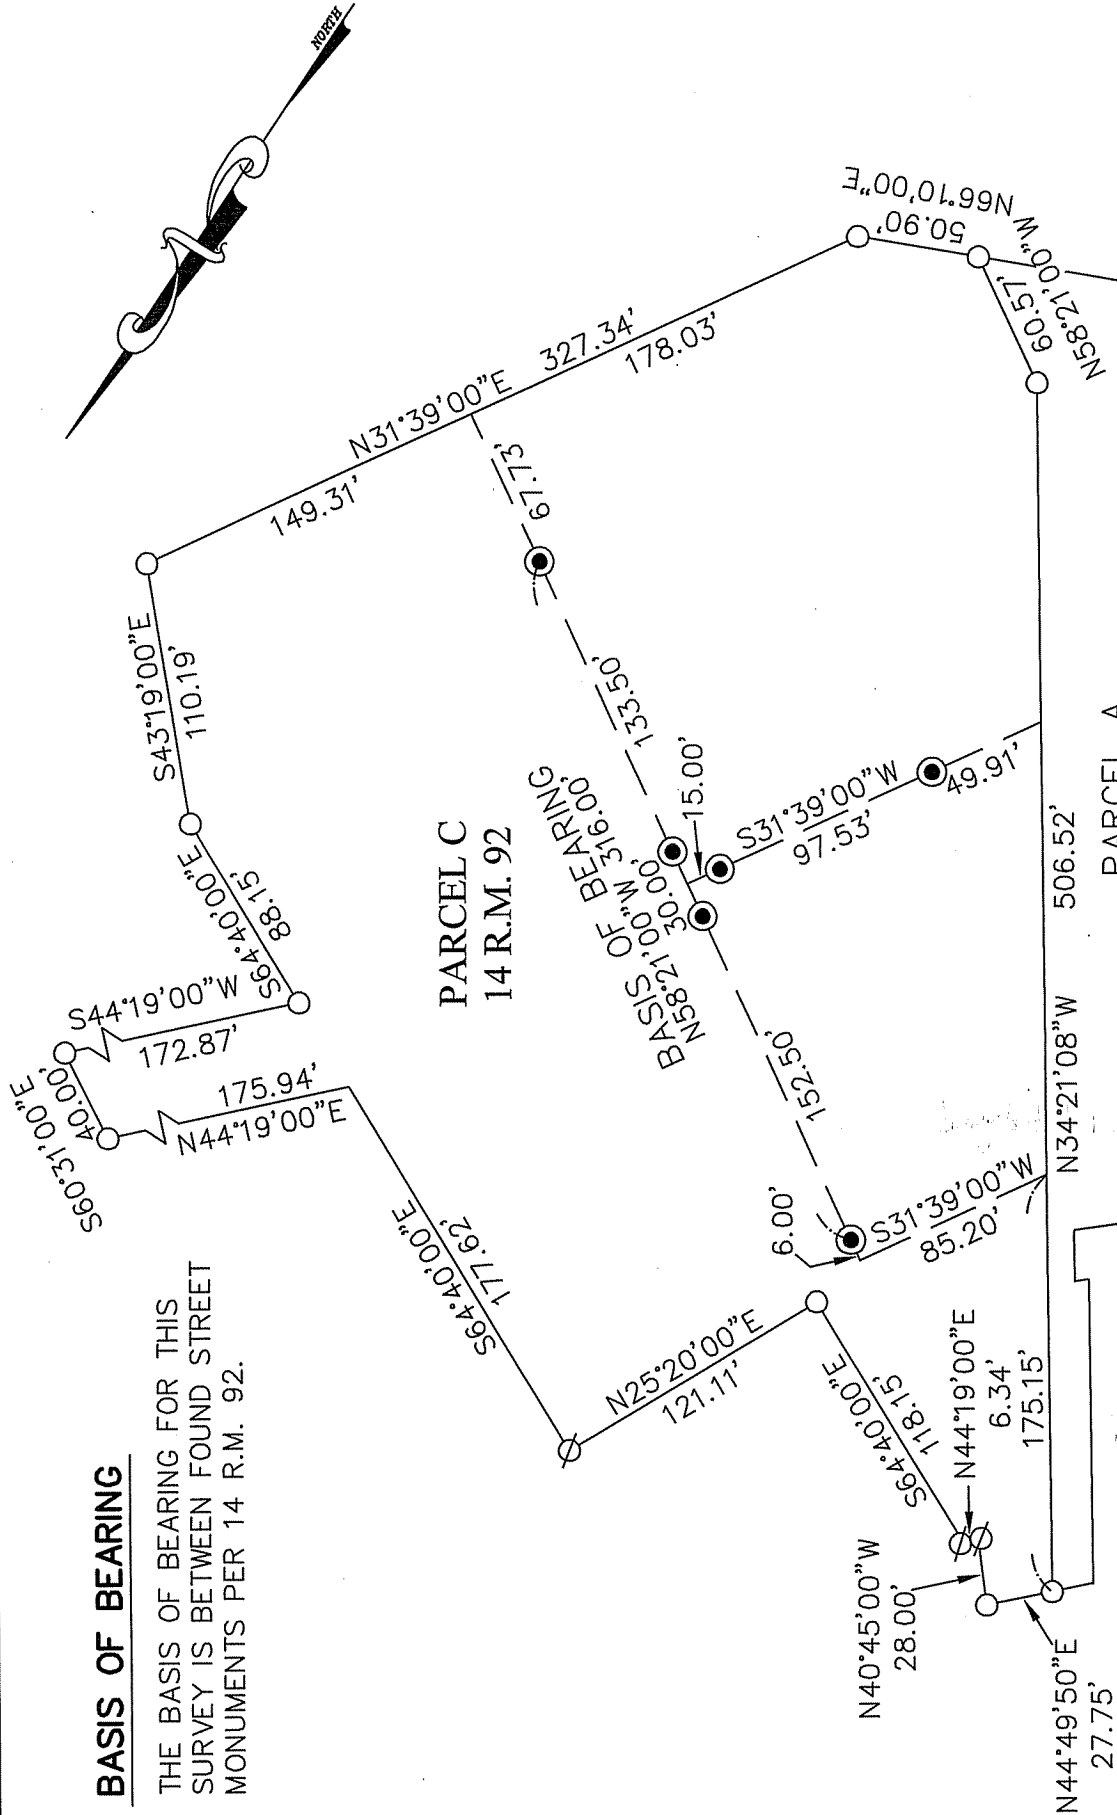 NORTH
BASIS OF BEARING
THE BASIS OF BEARING FOR THIS
SURVEY IS BETWEEN FOUND STREET
MONUMENTS PER 14 R.M. 92.
S60°31'00"E
40.00'
S44°19'00"W
172.87'
175.94'
N44°19'00"E
S64°40'00"E
88.15'
S43°19'00"E
110.19'
N31°39'00"E
327.34'
149.31'
178.03'
N66°10'00"E
50.90'
60.57'
N58°21'00"W
PARCEL C
14 R.M. 92
67.73'
133.50'
BASIS OF BEARING
N58°21'00"W 316.00'
30.00'
15.00'
152.50'
S31°39'00"W
97.53'
49.91'
S64°40'00"E
177.62'
N25°20'00"E
121.11'
6.00'
S31°39'00"W
85.20'
S64°40'00"E
118.15'
N44°19'00"E
6.34'
175.15'
N34°21'08"W
506.52'
N40°45'00"W
28.00'
N44°49'50"E
27.75'
PARCEL A